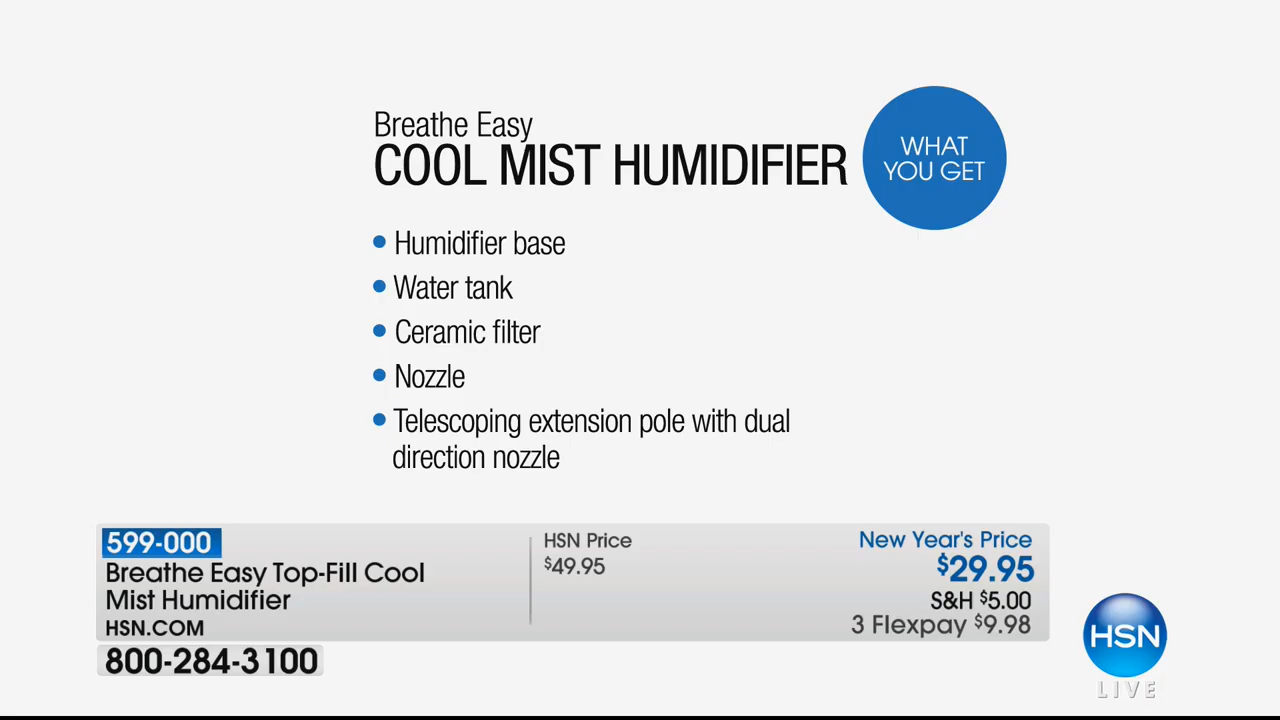 Breathe Easy
COOL MIST HUMIDIFIER
WHAT
YOU GET
• Humidifier base
• Water tank
• Ceramic filter
• Nozzle
• Telescoping extension pole with dual
direction nozzle
599-000
Breathe Easy Top-Fill Cool
Mist Humidifier
HSN.COM
800-284-3100
HSN Price
$49.95
New Year's Price
$29.95
S&H $5.00
3 Flexpay $9.98
HSN
LIVE